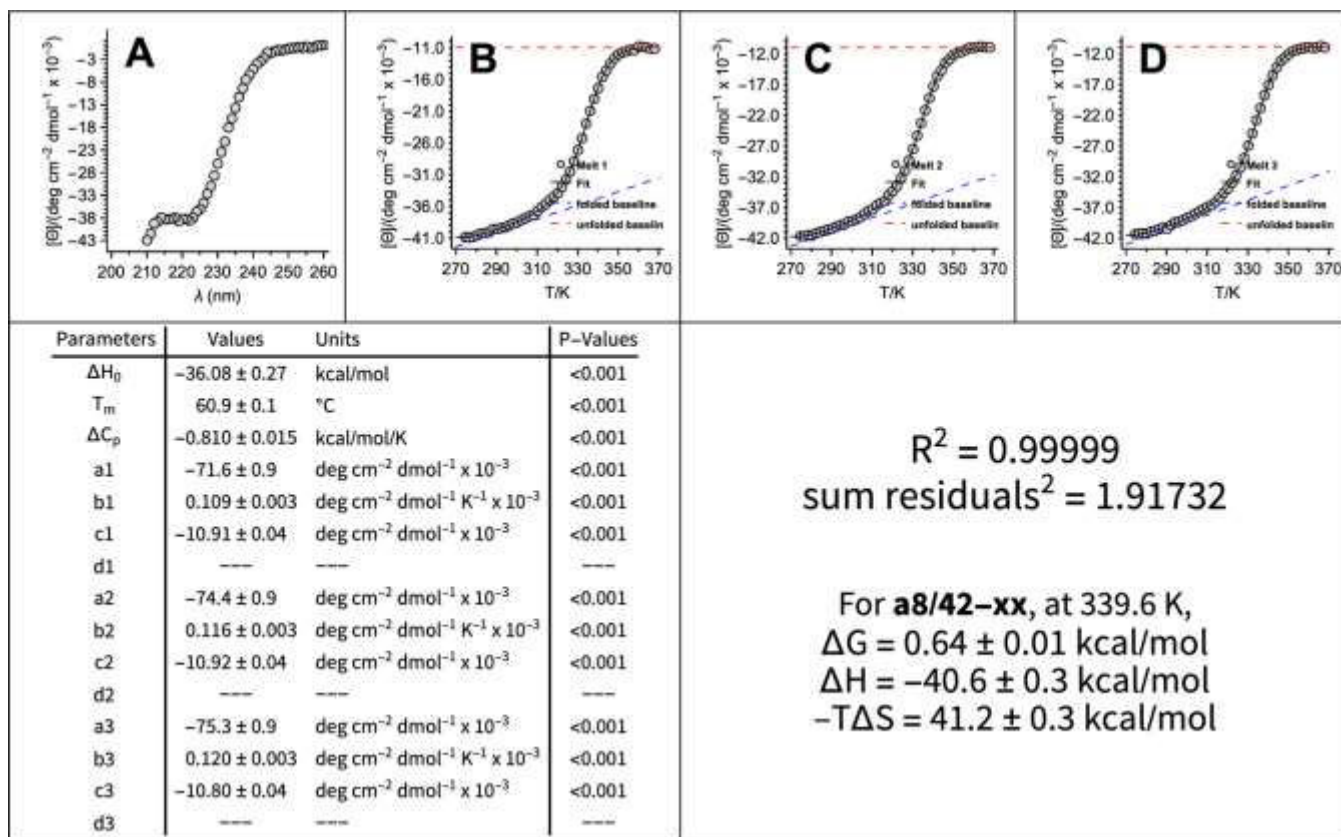 A
[Θ]/(deg cm⁻² dmol⁻¹ x 10⁻³)
−3
−8
−13
−18
−23
−28
−33
−38
−43
200 210 220 230 240 250 260
λ (nm)
B
[Θ]/(deg cm⁻² dmol⁻¹ x 10⁻³)
−11.0
−16.0
−21.0
−26.0
−31.0
−36.0
−41.0
Melt 1
Fit
folded baseline
unfolded baselin
270 290 310 330 350 370
T/K
C
[Θ]/(deg cm⁻² dmol⁻¹ x 10⁻³)
−12.0
−17.0
−22.0
−27.0
−32.0
−37.0
−42.0
Melt 2
Fit
folded baseline
unfolded baselin
270 290 310 330 350 370
T/K
D
[Θ]/(deg cm⁻² dmol⁻¹ x 10⁻³)
−12.0
−17.0
−22.0
−27.0
−32.0
−37.0
−42.0
Melt 3
Fit
folded baseline
unfolded baselin
270 290 310 330 350 370
T/K
Parameters Values Units P−Values
ΔH₀ −36.08 ± 0.27 kcal/mol <0.001
Tₘ 60.9 ± 0.1 °C <0.001
ΔCₚ −0.810 ± 0.015 kcal/mol/K <0.001
a1 −71.6 ± 0.9 deg cm⁻² dmol⁻¹ x 10⁻³ <0.001
b1 0.109 ± 0.003 deg cm⁻² dmol⁻¹ K⁻¹ x 10⁻³ <0.001
c1 −10.91 ± 0.04 deg cm⁻² dmol⁻¹ x 10⁻³ <0.001
d1 −−− −−− −−−
a2 −74.4 ± 0.9 deg cm⁻² dmol⁻¹ x 10⁻³ <0.001
b2 0.116 ± 0.003 deg cm⁻² dmol⁻¹ K⁻¹ x 10⁻³ <0.001
c2 −10.92 ± 0.04 deg cm⁻² dmol⁻¹ x 10⁻³ <0.001
d2 −−− −−− −−−
a3 −75.3 ± 0.9 deg cm⁻² dmol⁻¹ x 10⁻³ <0.001
b3 0.120 ± 0.003 deg cm⁻² dmol⁻¹ K⁻¹ x 10⁻³ <0.001
c3 −10.80 ± 0.04 deg cm⁻² dmol⁻¹ x 10⁻³ <0.001
d3 −−− −−− −−−
R² = 0.99999
sum residuals² = 1.91732
For a8/42−xx, at 339.6 K,
ΔG = 0.64 ± 0.01 kcal/mol
ΔH = −40.6 ± 0.3 kcal/mol
−TΔS = 41.2 ± 0.3 kcal/mol